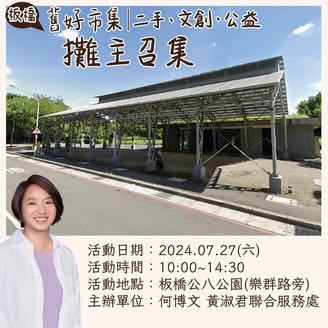 板橋
舊好市集|二手、文創、公益
攤主召集
活動日期：2024.07.27(六)
活動時間：10:00~14:30
活動地點：板橋公八公園(樂群路旁)
主辦單位：何博文 黃淑君聯合服務處